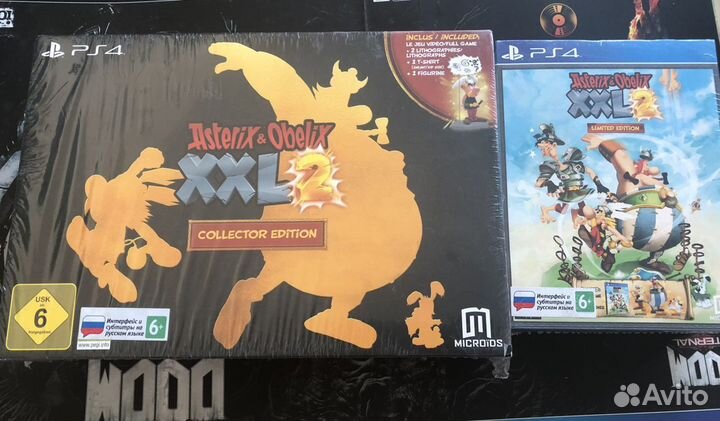 PS4
INCLUS / INCLUDED:
LE JEU VIDÉO/FULL GAME
+ 2 LITHOGRAPHIES/
LITHOGRAPHS
+ 1 T-SHIRT
+ 1 FIGURINE
Asterix & Obelix
XXL2
COLLECTOR EDITION
USK
6
Интерфейс и
субтитры на
русском языке
6+
www.pegi.info
MICROIDS
PS4
Asterix & Obelix
XXL2
LIMITED EDITION
Интерфейс и
субтитры на
русском языке
6+
DOOM
DOOM
ETERNAL
Avito